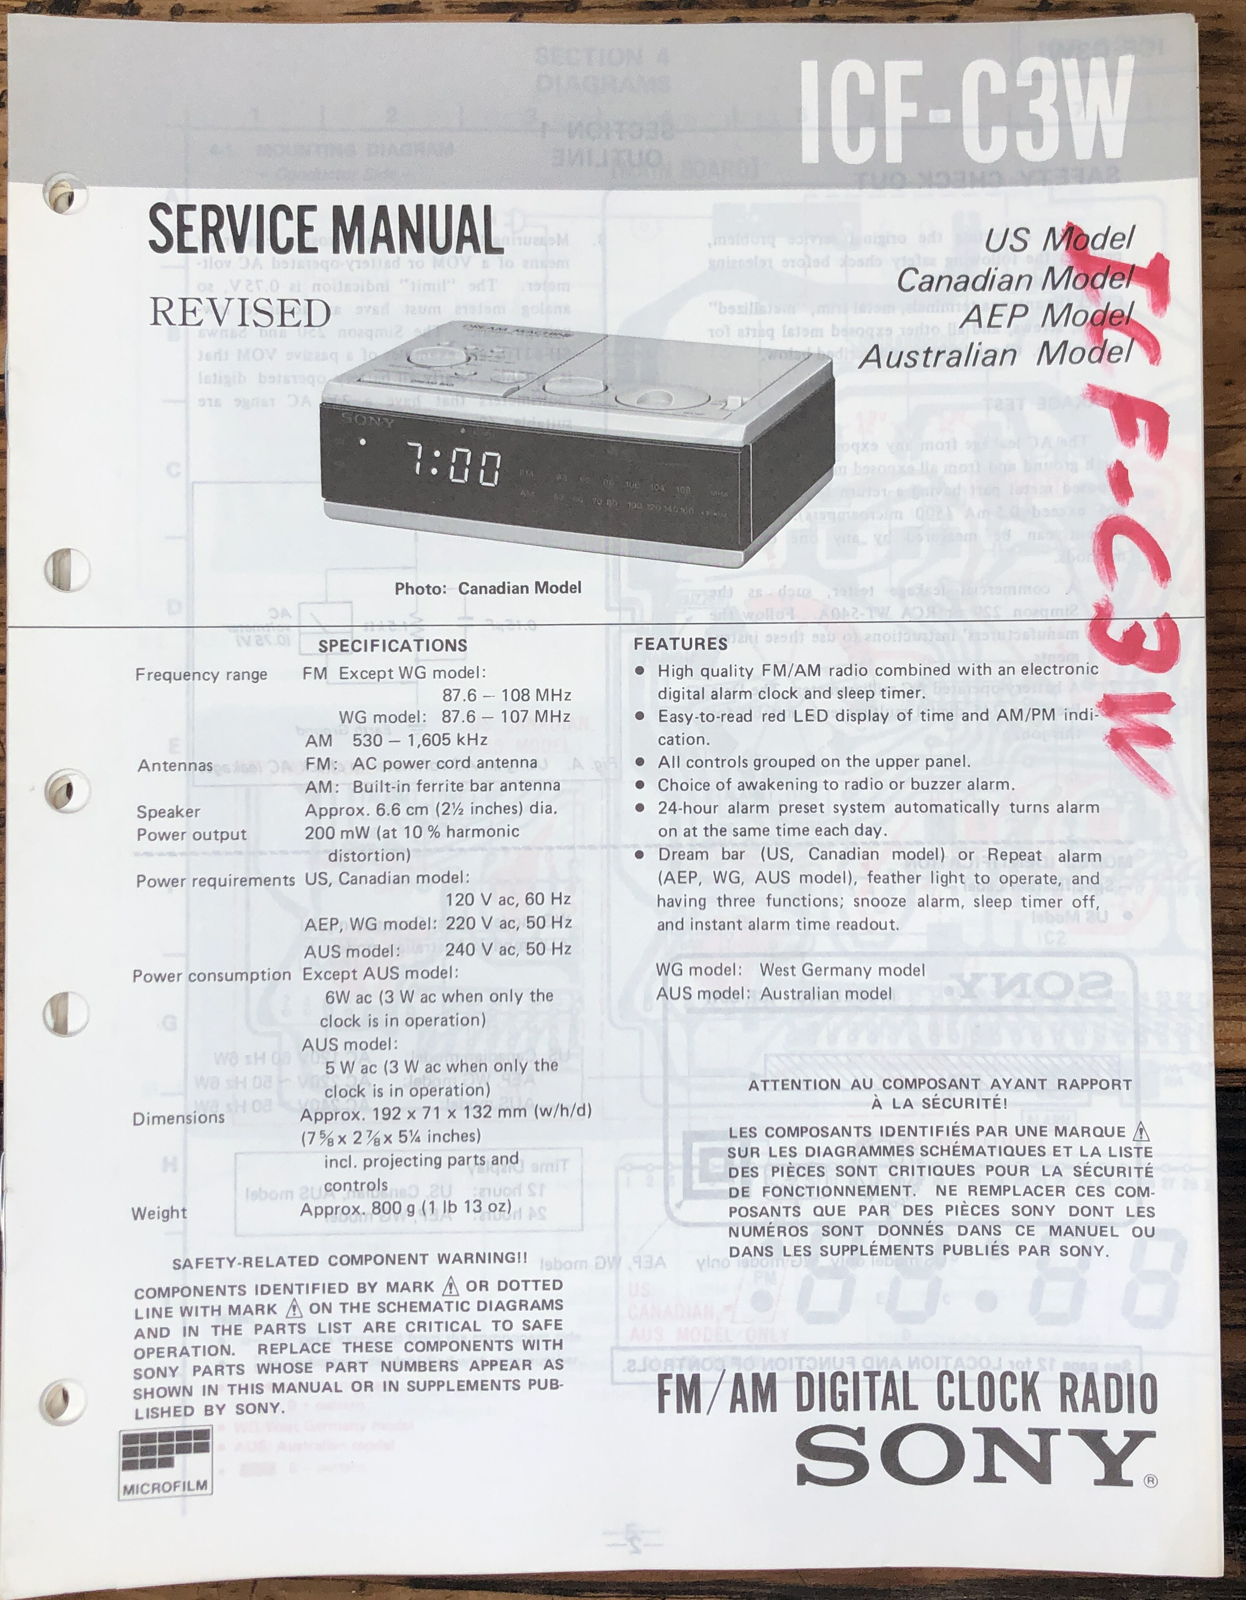 ICF-C3W
SERVICE MANUAL
REVISED
US Model
Canadian Model
AEP Model
Australian Model
ICF-C3W
SONY
7:00
Photo: Canadian Model
SPECIFICATIONS
Frequency range FM Except WG model:
87.6 – 108 MHz
WG model: 87.6 – 107 MHz
AM 530 – 1,605 kHz
Antennas FM: AC power cord antenna
AM: Built-in ferrite bar antenna
Speaker Approx. 6.6 cm (2½ inches) dia.
Power output 200 mW (at 10 % harmonic
distortion)
Power requirements US, Canadian model:
120 V ac, 60 Hz
AEP, WG model: 220 V ac, 50 Hz
AUS model: 240 V ac, 50 Hz
Power consumption Except AUS model:
6W ac (3 W ac when only the
clock is in operation)
AUS model:
5 W ac (3 W ac when only the
clock is in operation)
Dimensions Approx. 192 x 71 x 132 mm (w/h/d)
(7⅝ x 2⅞ x 5¼ inches)
incl. projecting parts and
controls
Weight Approx. 800 g (1 lb 13 oz)
SAFETY-RELATED COMPONENT WARNING!!
COMPONENTS IDENTIFIED BY MARK ⚠ OR DOTTED
LINE WITH MARK ⚠ ON THE SCHEMATIC DIAGRAMS
AND IN THE PARTS LIST ARE CRITICAL TO SAFE
OPERATION. REPLACE THESE COMPONENTS WITH
SONY PARTS WHOSE PART NUMBERS APPEAR AS
SHOWN IN THIS MANUAL OR IN SUPPLEMENTS PUB-
LISHED BY SONY.
MICROFILM
FEATURES
● High quality FM/AM radio combined with an electronic
digital alarm clock and sleep timer.
● Easy-to-read red LED display of time and AM/PM indi-
cation.
● All controls grouped on the upper panel.
● Choice of awakening to radio or buzzer alarm.
● 24-hour alarm preset system automatically turns alarm
on at the same time each day.
● Dream bar (US, Canadian model) or Repeat alarm
(AEP, WG, AUS model), feather light to operate, and
having three functions; snooze alarm, sleep timer off,
and instant alarm time readout.
WG model: West Germany model
AUS model: Australian model
ATTENTION AU COMPOSANT AYANT RAPPORT
À LA SÉCURITÉ!
LES COMPOSANTS IDENTIFIÉS PAR UNE MARQUE ⚠
SUR LES DIAGRAMMES SCHÉMATIQUES ET LA LISTE
DES PIÈCES SONT CRITIQUES POUR LA SÉCURITÉ
DE FONCTIONNEMENT. NE REMPLACER CES COM-
POSANTS QUE PAR DES PIÈCES SONY DONT LES
NUMÉROS SONT DONNÉS DANS CE MANUEL OU
DANS LES SUPPLÉMENTS PUBLIÉS PAR SONY.
FM/AM DIGITAL CLOCK RADIO
SONY®